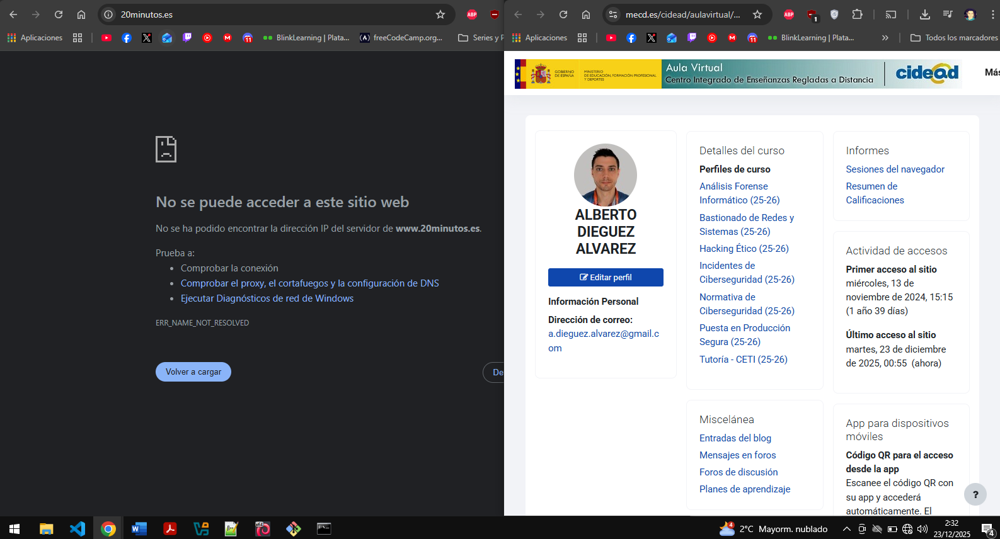 20minutos.es
Aplicaciones
BlinkLearning | Plata...
freeCodeCamp.org...
Series y P
No se puede acceder a este sitio web
No se ha podido encontrar la dirección IP del servidor de www.20minutos.es.
Prueba a:
Comprobar la conexión
Comprobar el proxy, el cortafuegos y la configuración de DNS
Ejecutar Diagnósticos de red de Windows
ERR_NAME_NOT_RESOLVED
Volver a cargar
De
mecd.es/cidead/aulavirtual/...
ABP
1
Aplicaciones
BlinkLearning | Plata...
Todos los marcadores
GOBIERNO
DE ESPAÑA
MINISTERIO
DE EDUCACIÓN, FORMACIÓN PROFESIONAL
Y DEPORTES
Aula Virtual
Centro Integrado de Enseñanzas Regladas a Distancia
cide@d
Más
ALBERTO
DIEGUEZ
ALVAREZ
Editar perfil
Información Personal
Dirección de correo:
a.dieguez.alvarez@gmail.c
om
Detalles del curso
Perfiles de curso
Análisis Forense
Informático (25-26)
Bastionado de Redes y
Sistemas (25-26)
Hacking Ético (25-26)
Incidentes de
Ciberseguridad (25-26)
Normativa de
Ciberseguridad (25-26)
Puesta en Producción
Segura (25-26)
Tutoría - CETI (25-26)
Miscelánea
Entradas del blog
Mensajes en foros
Foros de discusión
Planes de aprendizaje
Informes
Sesiones del navegador
Resumen de
Calificaciones
Actividad de accesos
Primer acceso al sitio
miércoles, 13 de
noviembre de 2024, 15:15
(1 año 39 días)
Último acceso al sitio
martes, 23 de diciembre
de 2025, 00:55 (ahora)
App para dispositivos
móviles
Código QR para el acceso
desde la app
Escanee el código QR con
su app y accederá
automáticamente. El
?
4
2°C Mayorm. nublado
2:32
23/12/2025
4